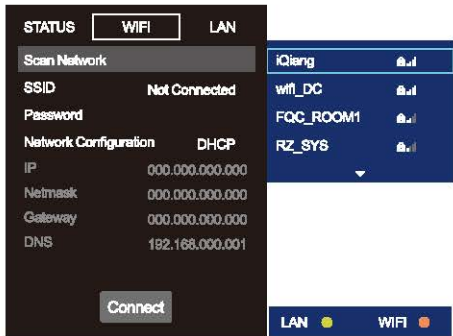 STATUS WIFI LAN
Scan Network
SSID Not Connected
Password
Network Configuration DHCP
IP 000.000.000.000
Netmask 000.000.000.000
Gateway 000.000.000.000
DNS 192.168.000.001
Connect
iQiang
wifi_DC
FQC_ROOM1
RZ_SYS
LAN WIFI